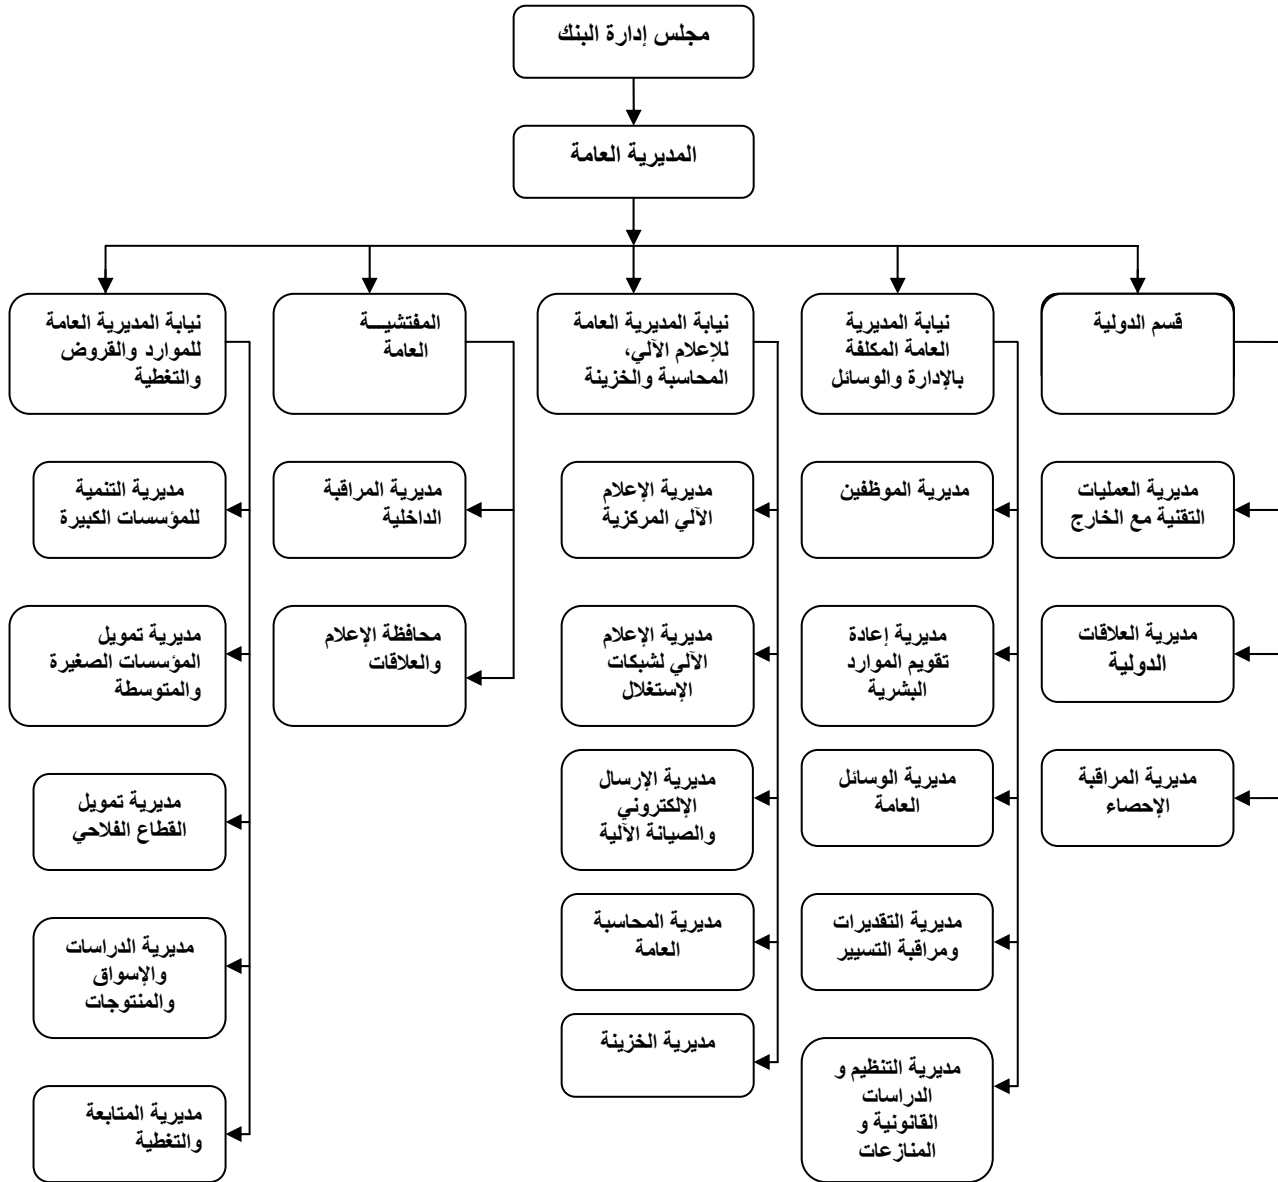 مجلس إدارة البنك
المديرية العامة
قسم الدولية
نيابة المديرية
العامة المكلفة
بالإدارة والوسائل
نيابة المديرية العامة
للإعلام الآلي،
المحاسبة والخزينة
المفتشيـــة
العامة
نيابة المديرية العامة
للموارد والقروض
والتغطية
مديرية العمليات
التقنية مع الخارج
مديرية الموظفين
مديرية الإعلام
الآلي المركزية
مديرية المراقبة
الداخلية
مديرية التنمية
للمؤسسات الكبيرة
مديرية العلاقات
الدولية
مديرية إعادة
تقويم الموارد
البشرية
مديرية الإعلام
الآلي لشبكات
الإستغلال
محافظة الإعلام
والعلاقات
مديرية تمويل
المؤسسات الصغيرة
والمتوسطة
مديرية المراقبة
الإحصاء
مديرية الوسائل
العامة
مديرية الإرسال
الإلكتروني
والصيانة الآلية
مديرية تمويل
القطاع الفلاحي
مديرية التقديرات
ومراقبة التسيير
مديرية المحاسبة
العامة
مديرية الدراسات
والإسواق
والمنتوجات
مديرية الخزينة
مديرية التنظيم و
الدراسات
القانونية و
المنازعات
مديرية المتابعة
والتغطية